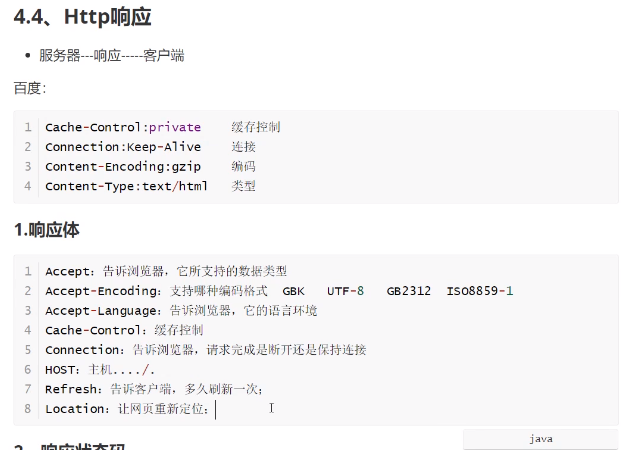 4.4、Http响应
服务器---响应-----客户端
百度：
1 Cache-Control:private    缓存控制
2 Connection:Keep-Alive    连接
3 Content-Encoding:gzip    编码
4 Content-Type:text/html   类型
1.响应体
1 Accept：告诉浏览器，它所支持的数据类型
2 Accept-Encoding：支持哪种编码格式  GBK   UTF-8   GB2312  ISO8859-1
3 Accept-Language：告诉浏览器，它的语言环境
4 Cache-Control：缓存控制
5 Connection：告诉浏览器，请求完成是断开还是保持连接
6 HOST：主机..../.
7 Refresh：告诉客户端，多久刷新一次；
8 Location：让网页重新定位；
java
2、响应状态码